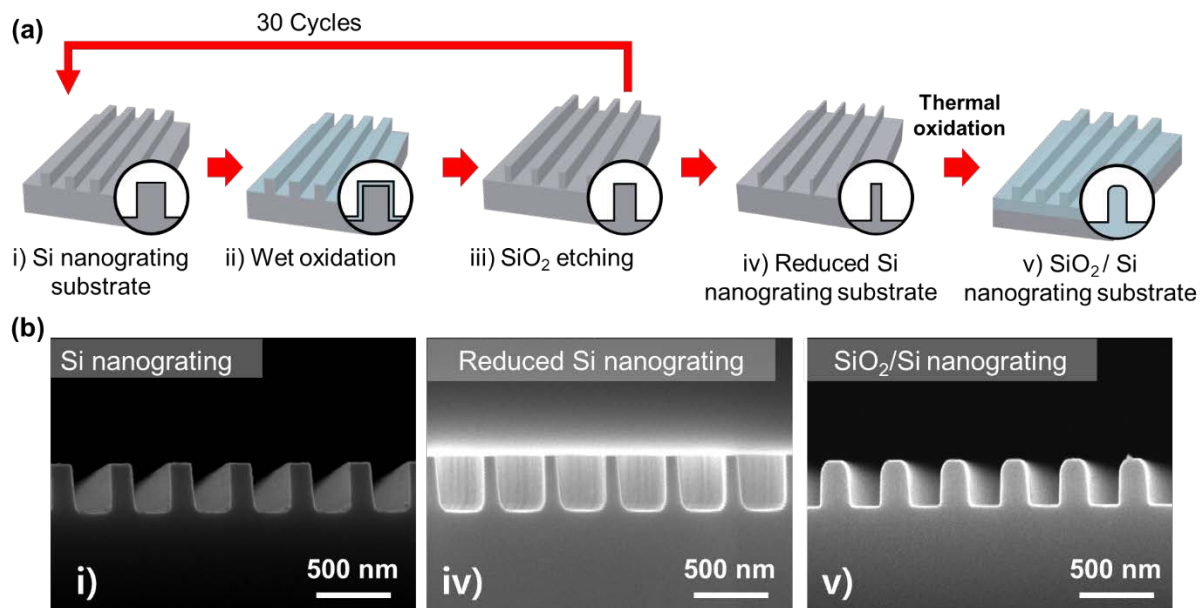 (a)
30 Cycles
Thermal
oxidation
i) Si nanograting
substrate
ii) Wet oxidation
iii) SiO₂ etching
iv) Reduced Si
nanograting substrate
v) SiO₂ / Si
nanograting substrate
(b)
Si nanograting
Reduced Si nanograting
SiO₂/Si nanograting
i)
500 nm
iv)
500 nm
v)
500 nm